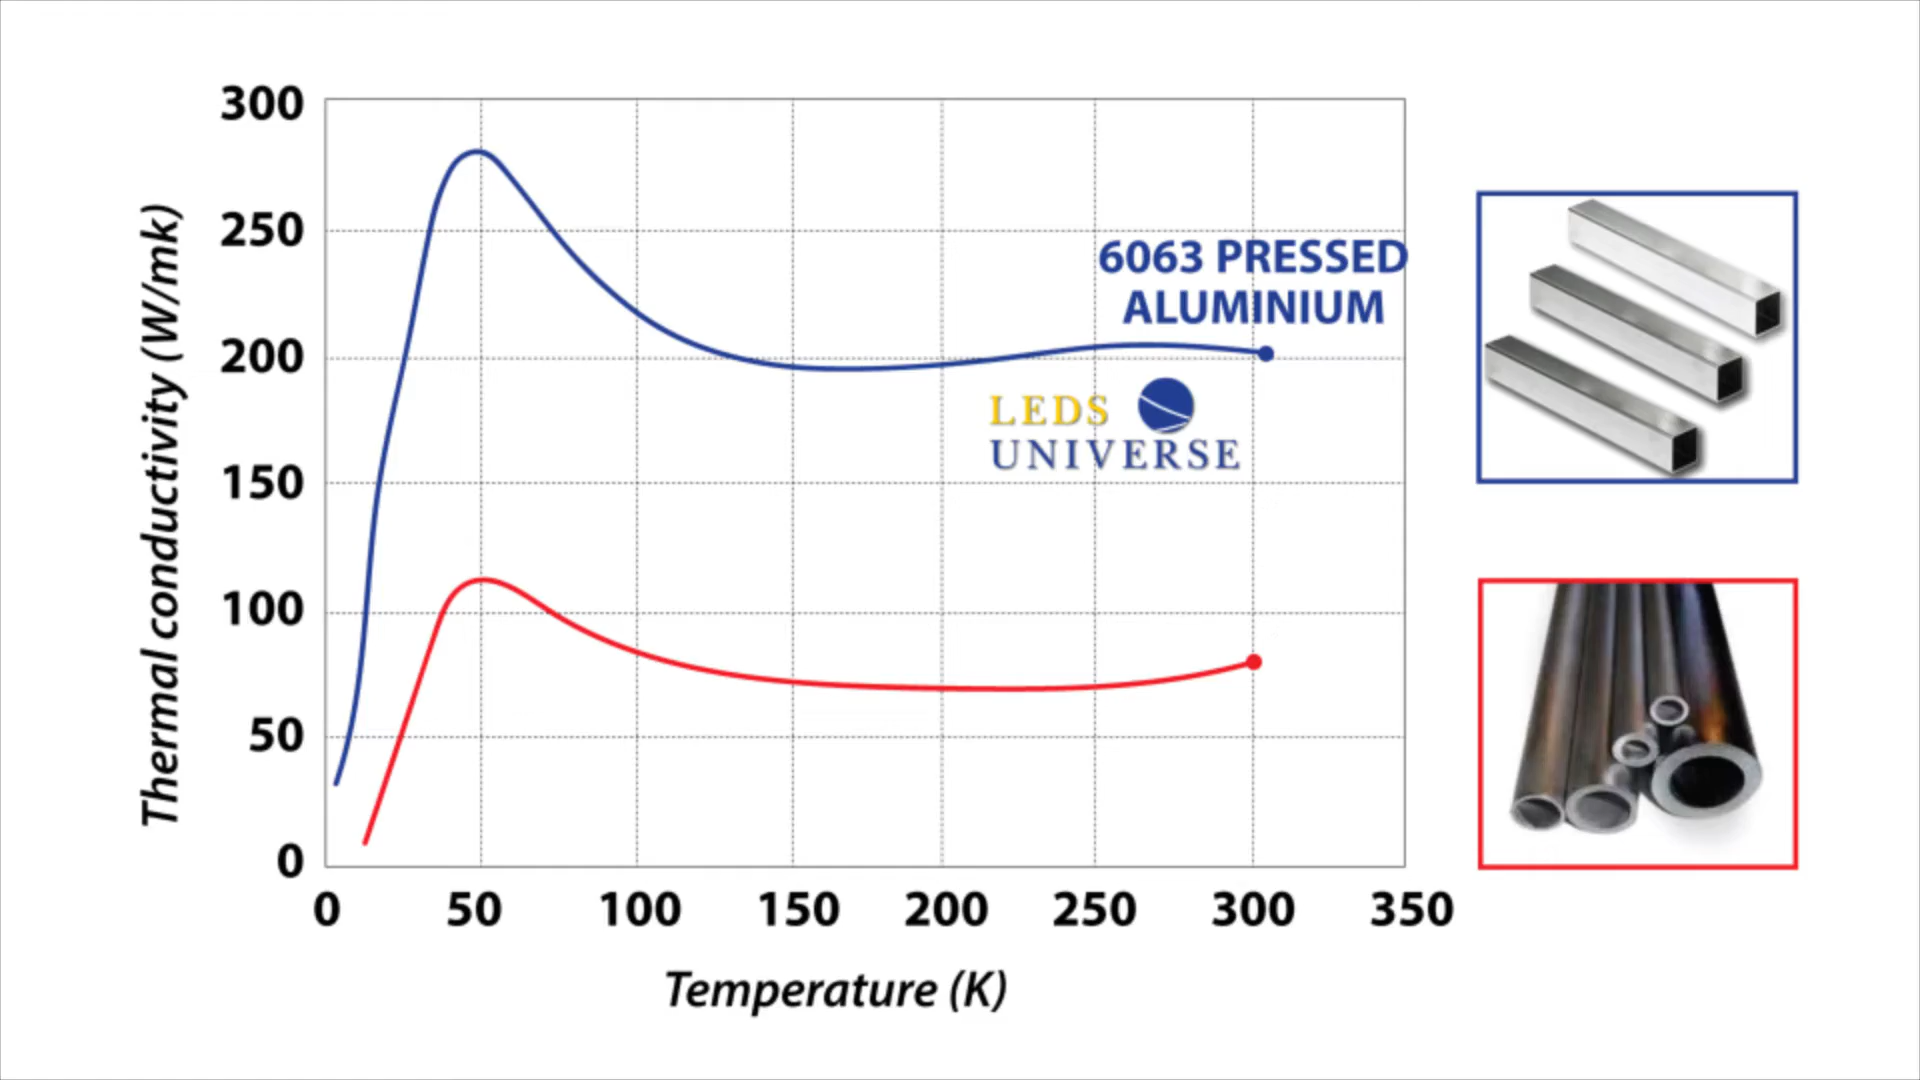 300
250
200
150
100
50
0
Thermal conductivity (W/mk)
6063 PRESSED
ALUMINIUM
LEDS
UNIVERSE
0 50 100 150 200 250 300 350
Temperature (K)